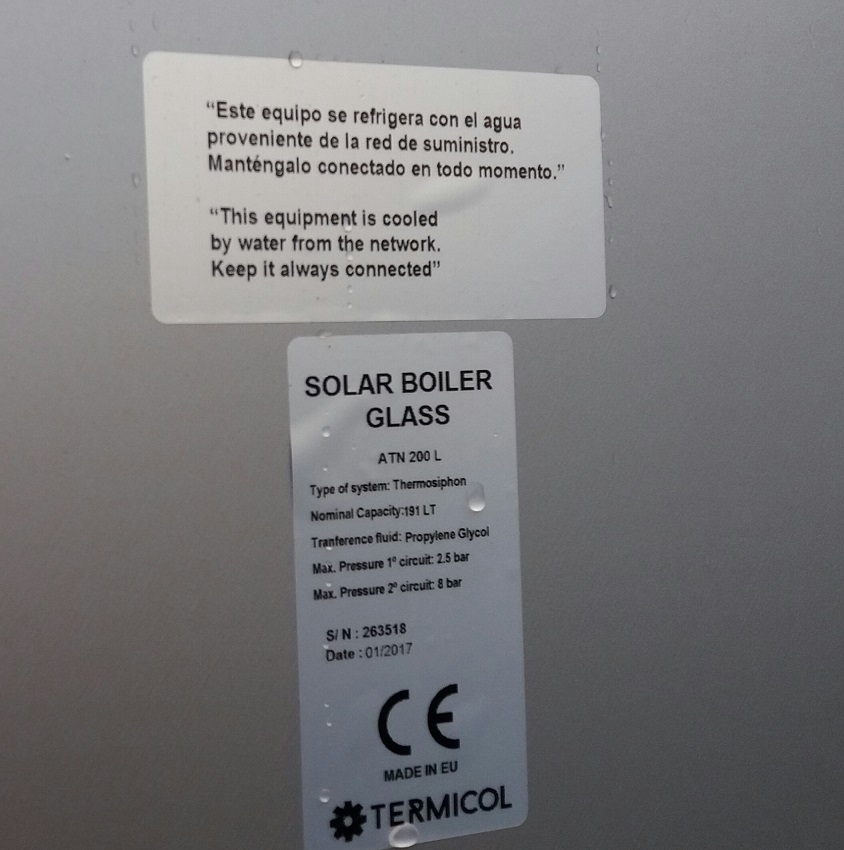 “Este equipo se refrigera con el agua
proveniente de la red de suministro.
Manténgalo conectado en todo momento.”
“This equipment is cooled
by water from the network.
Keep it always connected”
SOLAR BOILER
GLASS
ATN 200 L
Type of system: Thermosiphon
Nominal Capacity:191 LT
Tranference fluid: Propylene Glycol
Max. Pressure 1º circuit: 2.5 bar
Max. Pressure 2º circuit: 8 bar
S/ N : 263518
Date : 01/2017
CE
MADE IN EU
TERMICOL